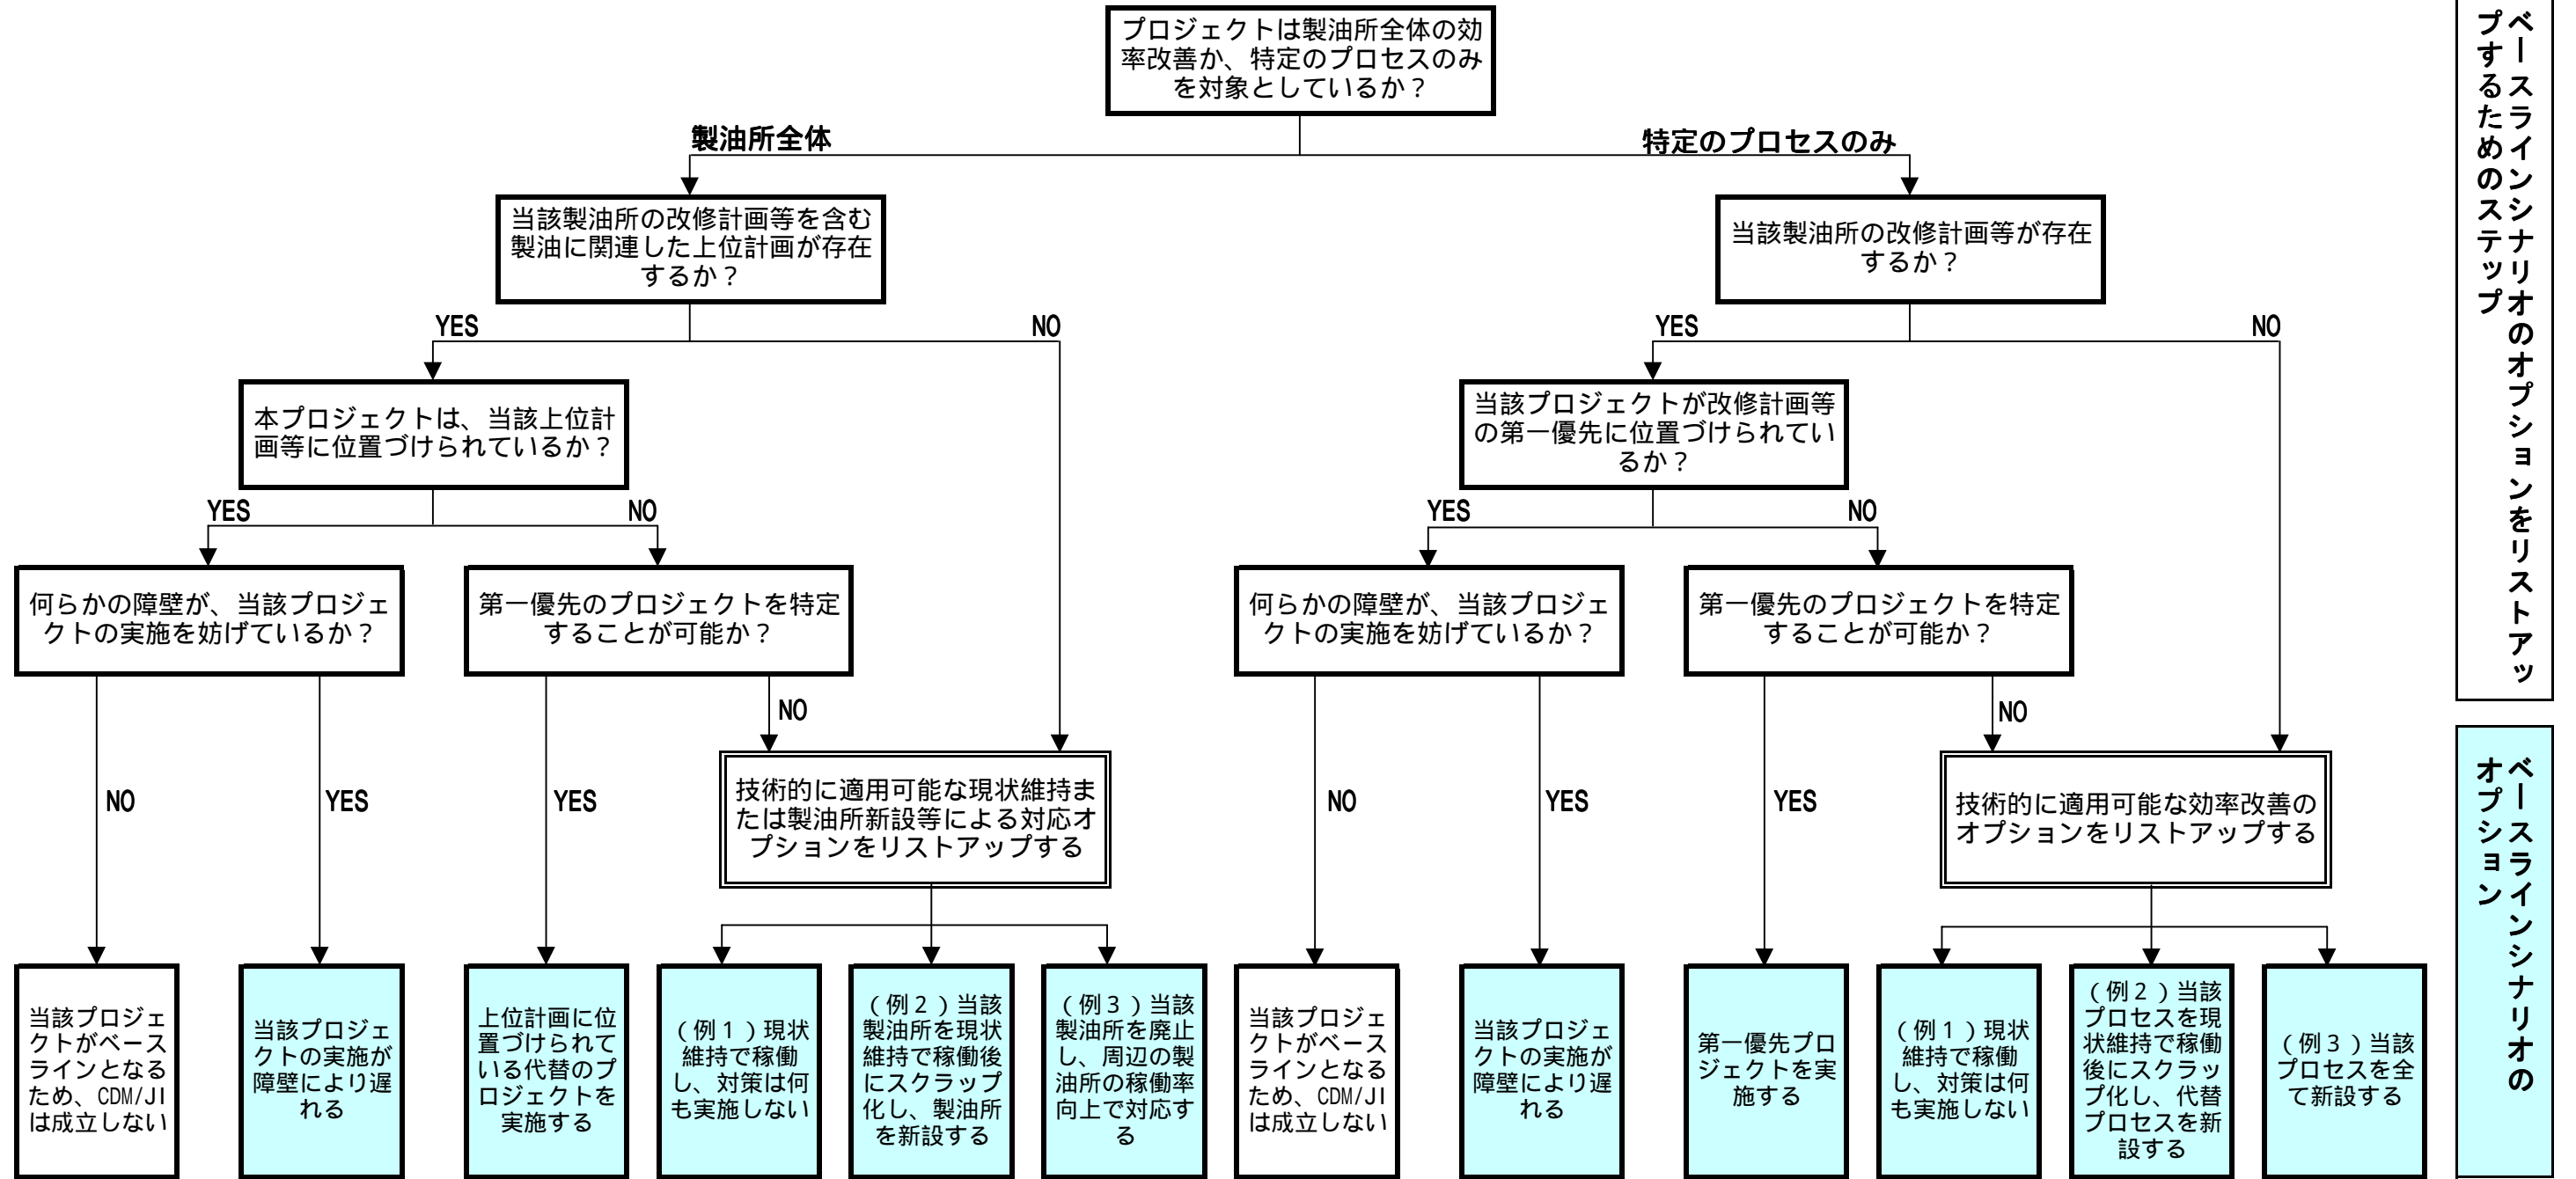 プロジェクトは製油所全体の効
率改善か、特定のプロセスのみ
を対象としているか？
製油所全体
特定のプロセスのみ
当該製油所の改修計画等を含む
製油に関連した上位計画が存在
するか？
当該製油所の改修計画等が存在
するか？
YES
NO
YES
NO
本プロジェクトは、当該上位計
画等に位置づけられているか？
当該プロジェクトが改修計画等
の第一優先に位置づけられてい
るか？
YES
NO
YES
NO
何らかの障壁が、当該プロジェ
クトの実施を妨げているか？
第一優先のプロジェクトを特定
することが可能か？
何らかの障壁が、当該プロジェ
クトの実施を妨げているか？
第一優先のプロジェクトを特定
することが可能か？
NO
NO
NO
YES
YES
NO
YES
YES
技術的に適用可能な現状維持ま
たは製油所新設等による対応オ
プションをリストアップする
技術的に適用可能な効率改善の
オプションをリストアップする
当該プロジェ
クトがベース
ラインとなる
ため、CDM/JI
は成立しない
当該プロジェ
クトの実施が
障壁により遅
れる
上位計画に位
置づけられて
いる代替のプ
ロジェクトを
実施する
（例１）現状
維持で稼働
し、対策は何
も実施しない
（例２）当該
製油所を現状
維持で稼働後
にスクラップ
化し、製油所
を新設する
（例３）当該
製油所を廃止
し、周辺の製
油所の稼働率
向上で対応す
る
当該プロジェ
クトがベース
ラインとなる
ため、CDM/JI
は成立しない
当該プロジェ
クトの実施が
障壁により遅
れる
第一優先プロ
ジェクトを実
施する
（例１）現状
維持で稼働
し、対策は何
も実施しない
（例２）当該
プロセスを現
状維持で稼働
後にスクラッ
プ化し、代替
プロセスを新
設する
（例３）当該
プロセスを全
て新設する
ベースラインシナリオのオプションをリストアッ
プするためのステップ
ベースラインシナリオの
オプション